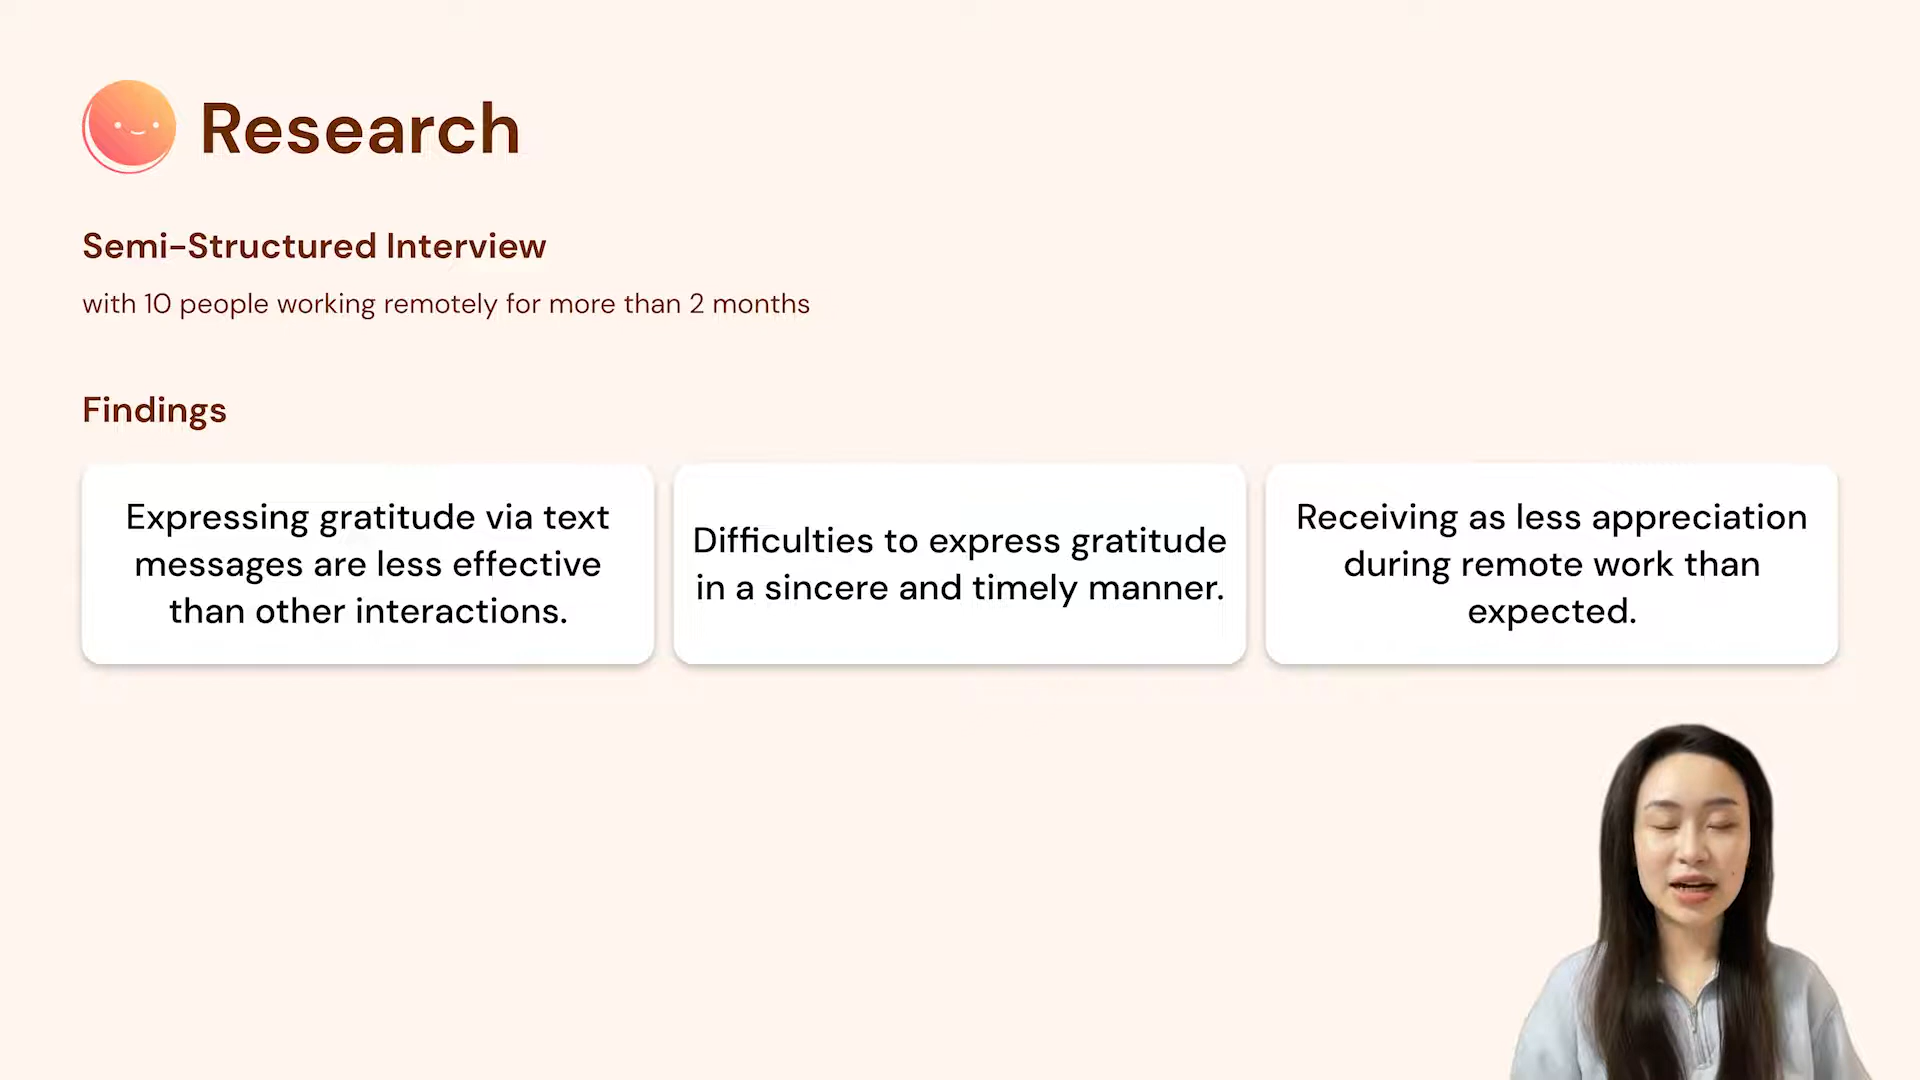 Research
Semi-Structured Interview
with 10 people working remotely for more than 2 months
Findings
Expressing gratitude via text
messages are less effective
than other interactions.
Difficulties to express gratitude
in a sincere and timely manner.
Receiving as less appreciation
during remote work than
expected.